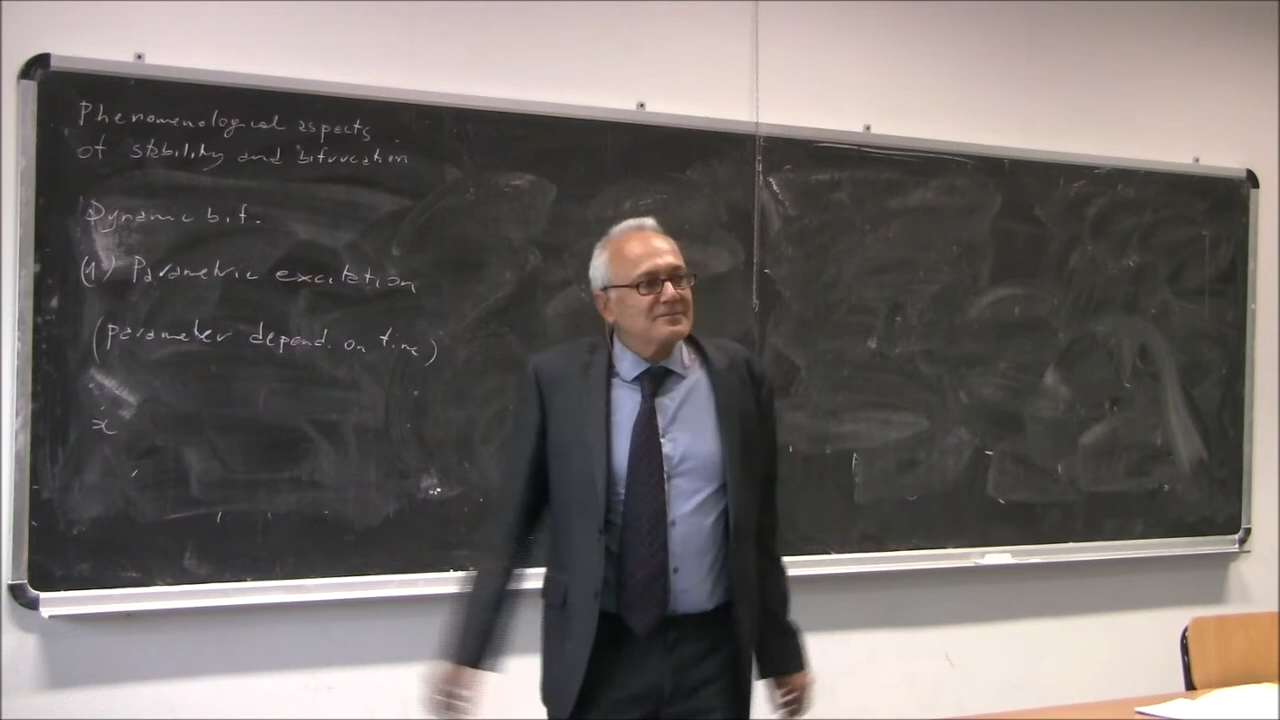 Phenomenological aspects
of stability and bifurcation
Dynamic bif.
(1) Parametric excitation
(parameter depend. on time)
ẋ